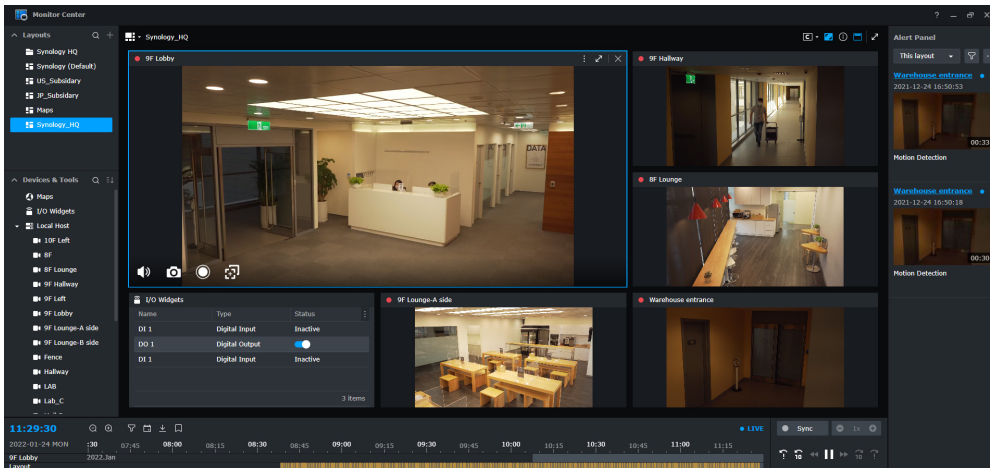 Monitor Center
Layouts
Synology HQ
Synology (Default)
US_Subsidary
JP_Subsidary
Maps
Synology_HQ
Devices & Tools
Maps
I/O Widgets
Local Host
10F Left
8F
8F Lounge
9F Hallway
9F Left
9F Lobby
9F Lounge-A side
9F Lounge-B side
Fence
Hallway
LAB
Lab_C
Synology_HQ
9F Lobby
DATA
9F Hallway
8F Lounge
I/O Widgets
Name Type Status
DI 1 Digital Input Inactive
DO 1 Digital Output
DI 1 Digital Input Inactive
3 items
9F Lounge-A side
Warehouse entrance
Alert Panel
This layout
Warehouse entrance
2021-12-24 16:50:53
00:33
Motion Detection
Warehouse entrance
2021-12-24 16:50:18
00:30
Motion Detection
11:29:30
LIVE
Sync
1x
2022-01-24 MON
:30 07:45 08:00 08:15 08:30 08:45 09:00 09:15 09:30 09:45 10:00 10:15 10:30 10:45 11:00 11:15
9F Lobby 2022.Jan
Layout
10 10